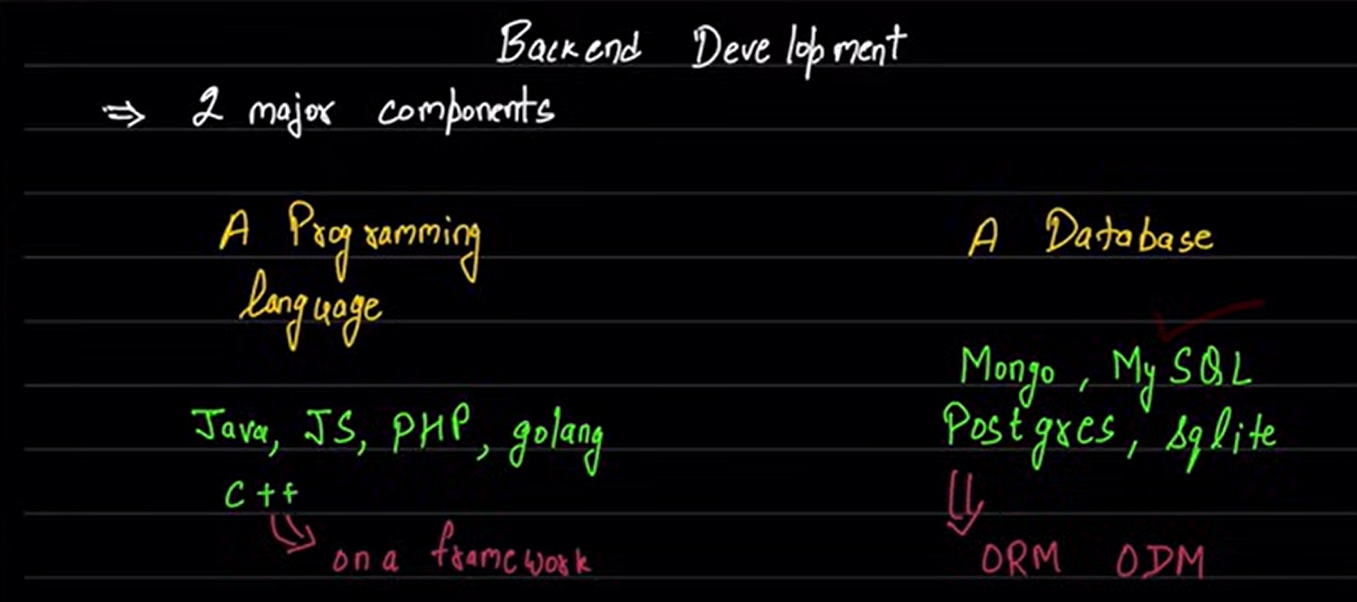 Backend Development
⇒ 2 major components
A Programming
language
A Database
Java, JS, PHP, golang
C++
on a framework
Mongo, MySQL
Postgres, sqlite
ORM ODM